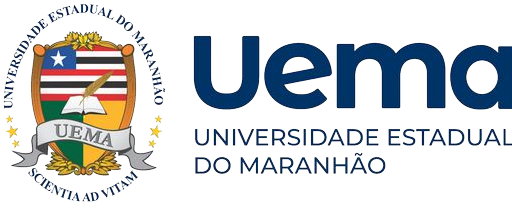 UNIVERSIDADE ESTADUAL DO MARANHÃO
UEMA
SCIENTIA AD VITAM
Uema
UNIVERSIDADE ESTADUAL
DO MARANHÃO